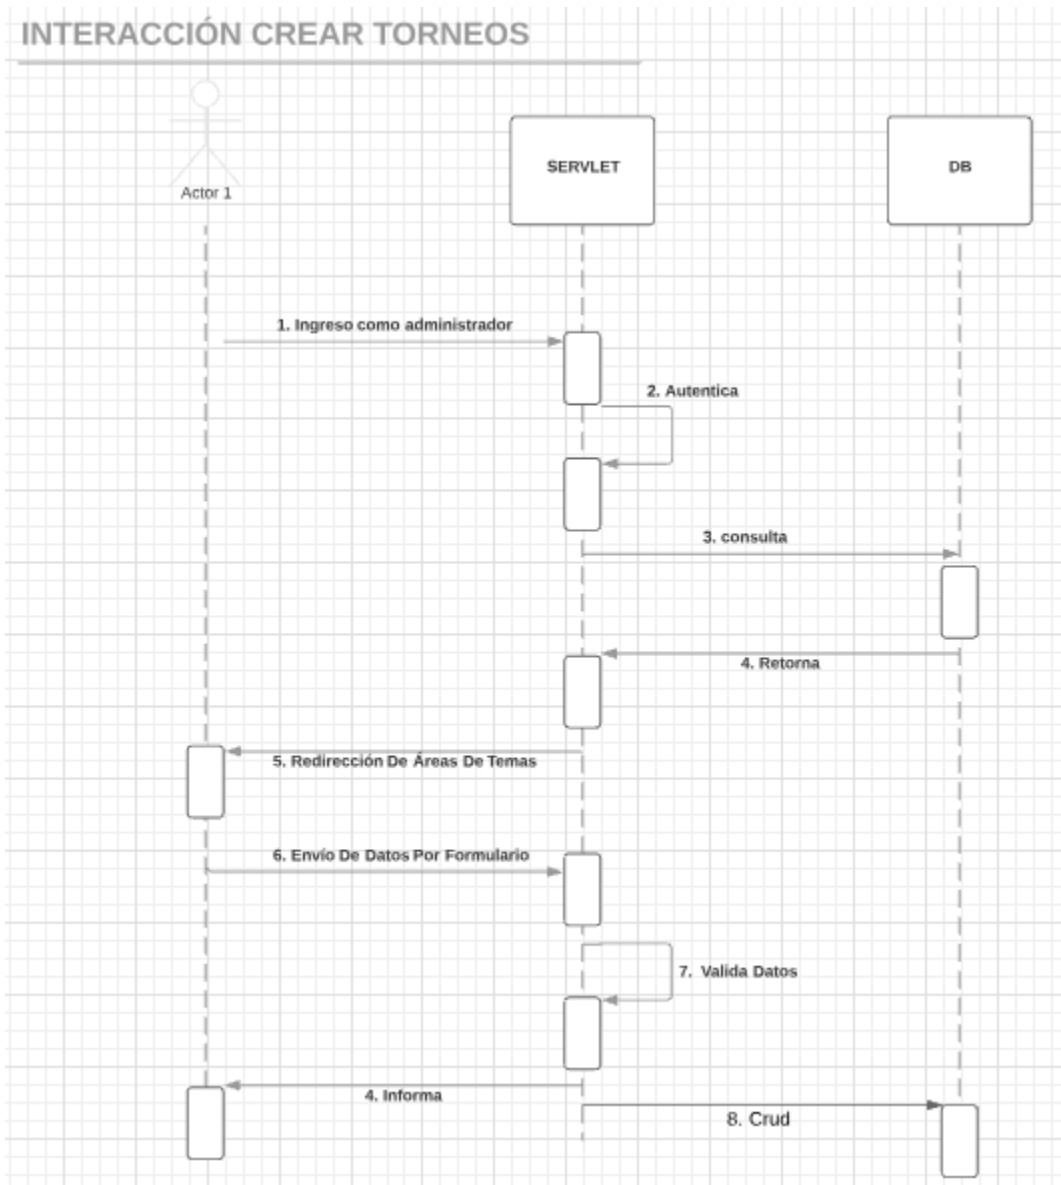 INTERACCIÓN CREAR TORNEOS
Actor 1
SERVLET
DB
1. Ingreso como administrador
2. Autentica
3. consulta
4. Retorna
5. Redirección De Áreas De Temas
6. Envío De Datos Por Formulario
7. Valida Datos
4. Informa
8. Crud